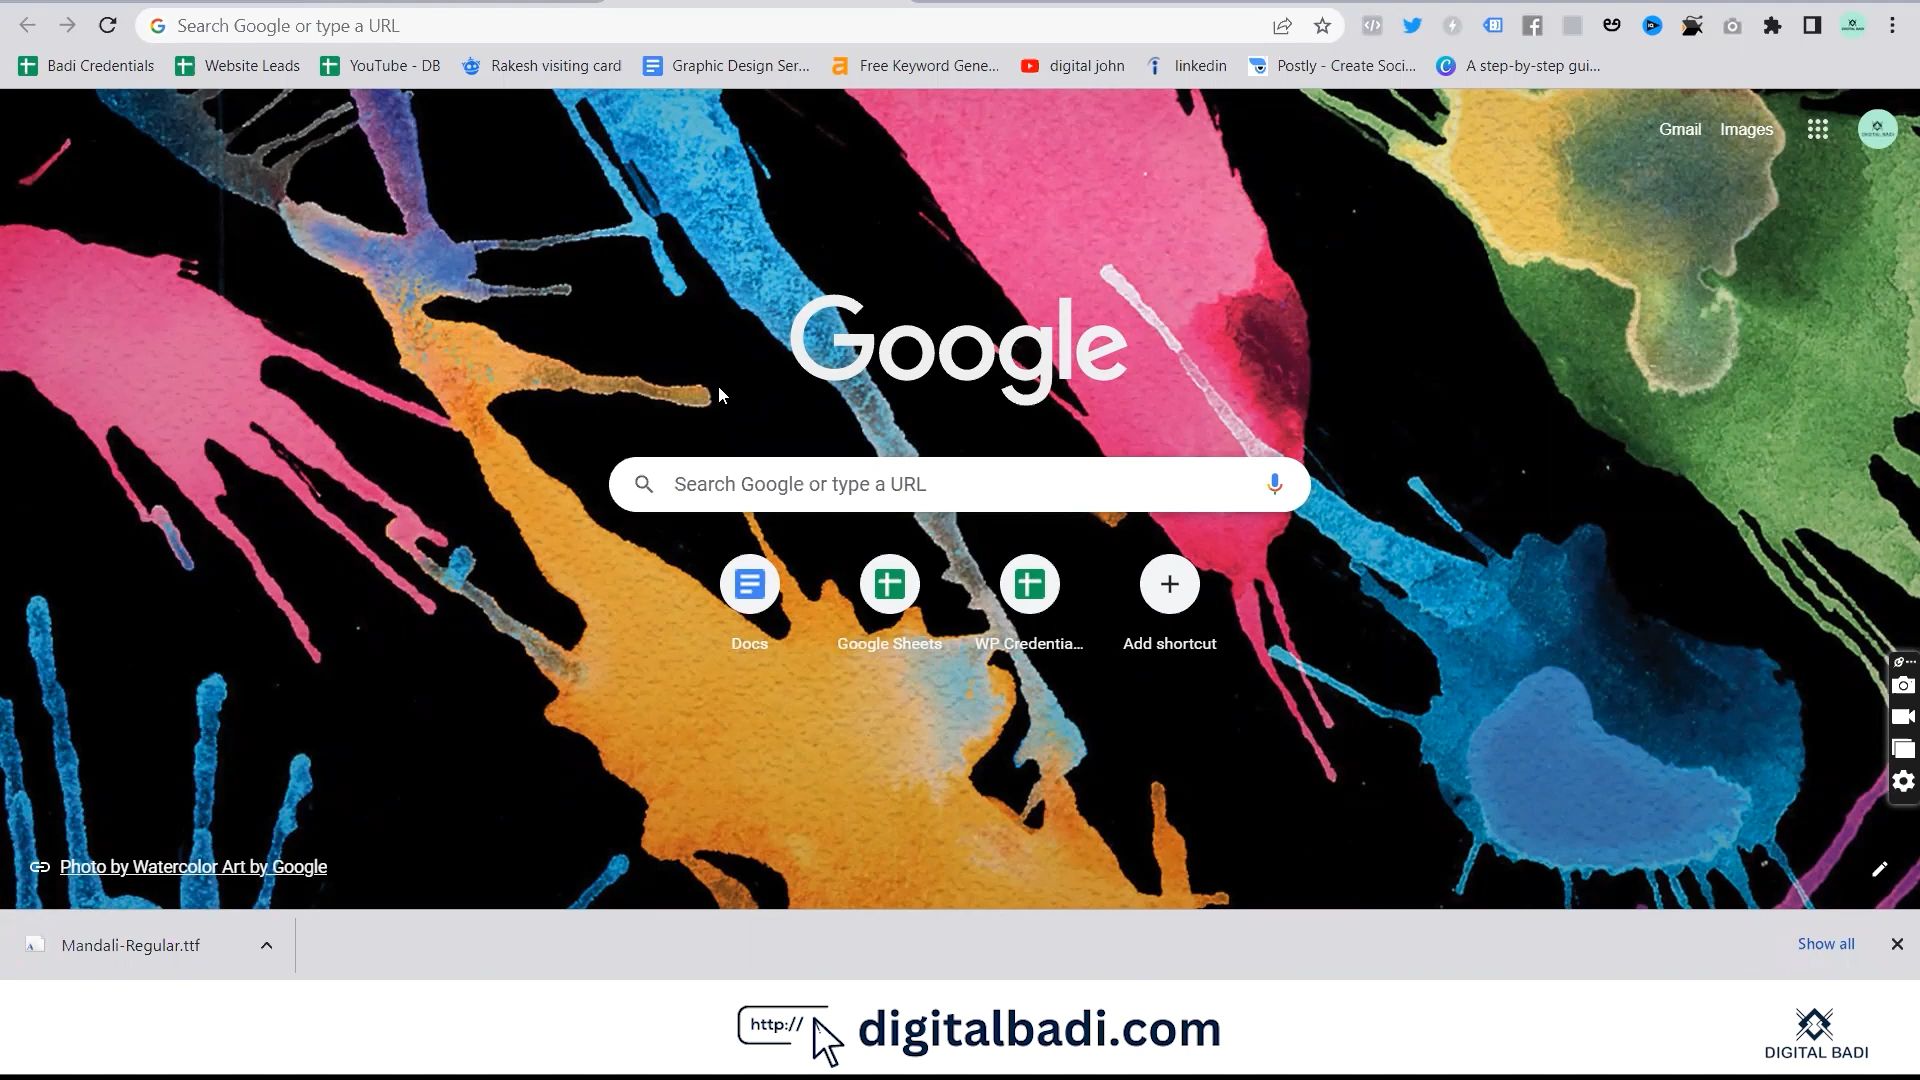 Search Google or type a URL
Badi Credentials
Website Leads
YouTube - DB
Rakesh visiting card
Graphic Design Ser...
Free Keyword Gene...
digital john
linkedin
Postly - Create Soci...
A step-by-step gui...
Gmail
Images
Google
Search Google or type a URL
Docs
Google Sheets
WP Credentia...
Add shortcut
Photo by Watercolor Art by Google
Mandali-Regular.ttf
Show all
http://
digitalbadi.com
DIGITAL BADI